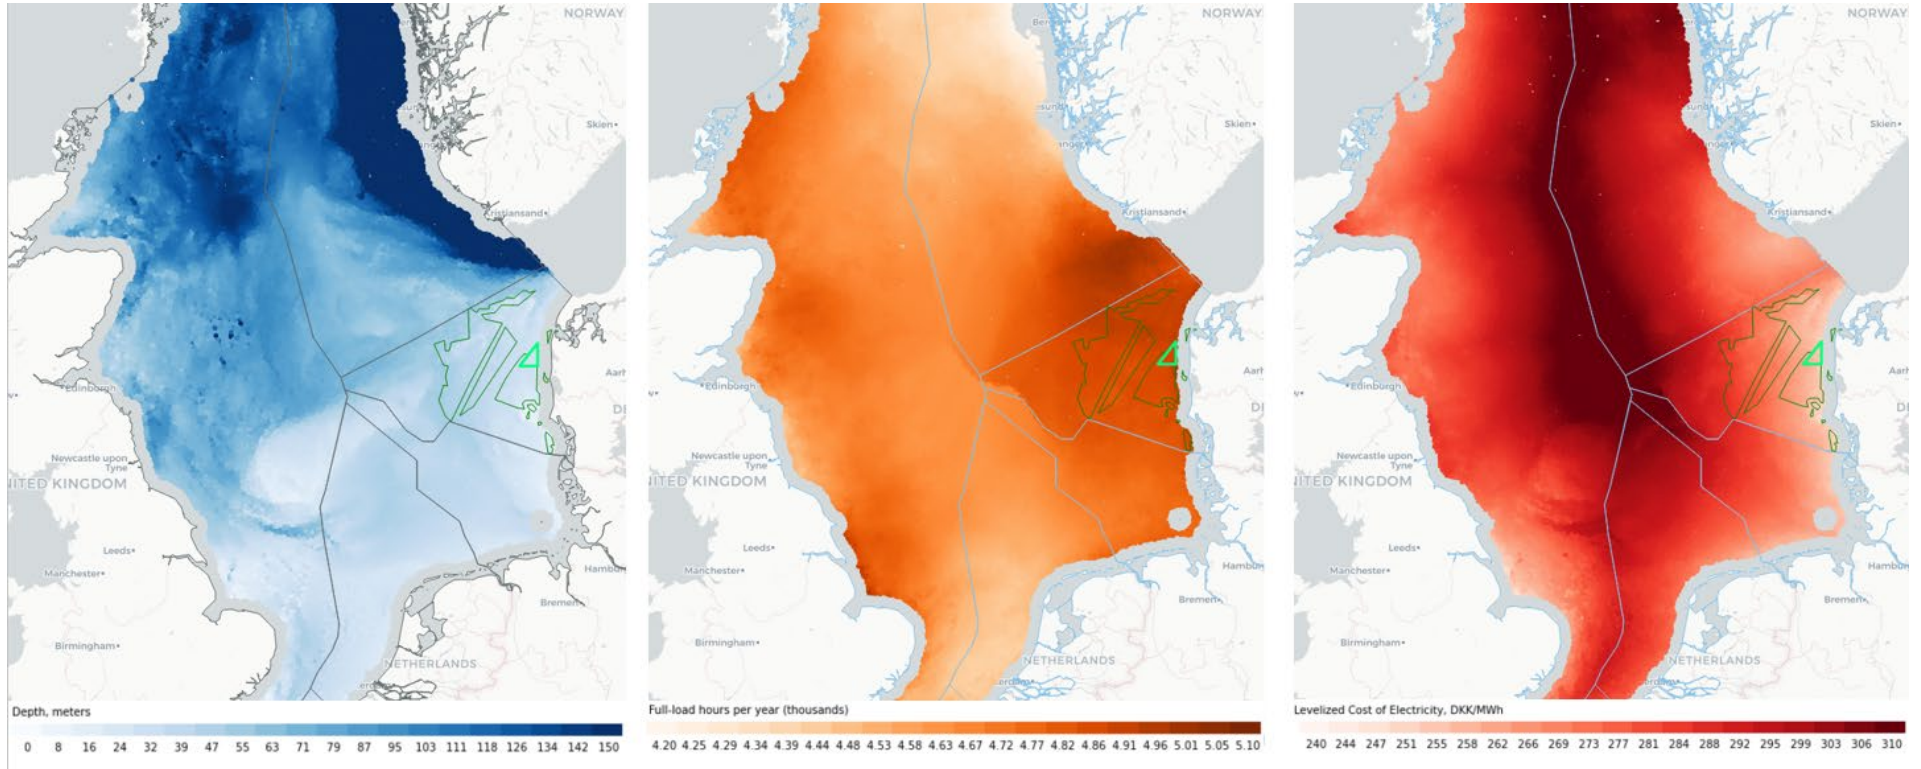 NORWAY
Skien
Kristiansand
Edinburgh
Newcastle upon
Tyne
NITED KINGDOM
Leeds
Manchester
Birmingham
Bremen
NETHERLANDS
Depth, meters
0 8 16 24 32 39 47 55 63 71 79 87 95 103 111 118 126 134 142 150
NORWAY
Skien
Kristiansand
Edinburgh
Newcastle upon
Tyne
NITED KINGDOM
Leeds
Manchester
Birmingham
Bremen
NETHERLANDS
Full-load hours per year (thousands)
4.20 4.25 4.29 4.34 4.39 4.44 4.48 4.53 4.58 4.63 4.67 4.72 4.77 4.82 4.86 4.91 4.96 5.01 5.05 5.10
NORWAY
Skien
Kristiansand
Edinburgh
Newcastle upon
Tyne
NITED KINGDOM
Leeds
Manchester
Birmingham
Bremen
NETHERLANDS
Levelized Cost of Electricity, DKK/MWh
240 244 247 251 255 258 262 266 269 273 277 281 284 288 292 295 299 303 306 310